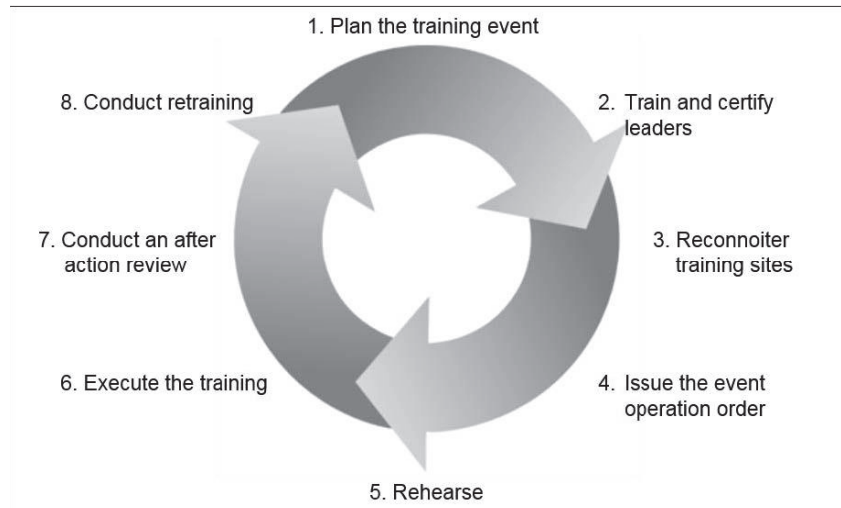 1. Plan the training event
2. Train and certify
leaders
3. Reconnoiter
training sites
4. Issue the event
operation order
5. Rehearse
6. Execute the training
7. Conduct an after
action review
8. Conduct retraining